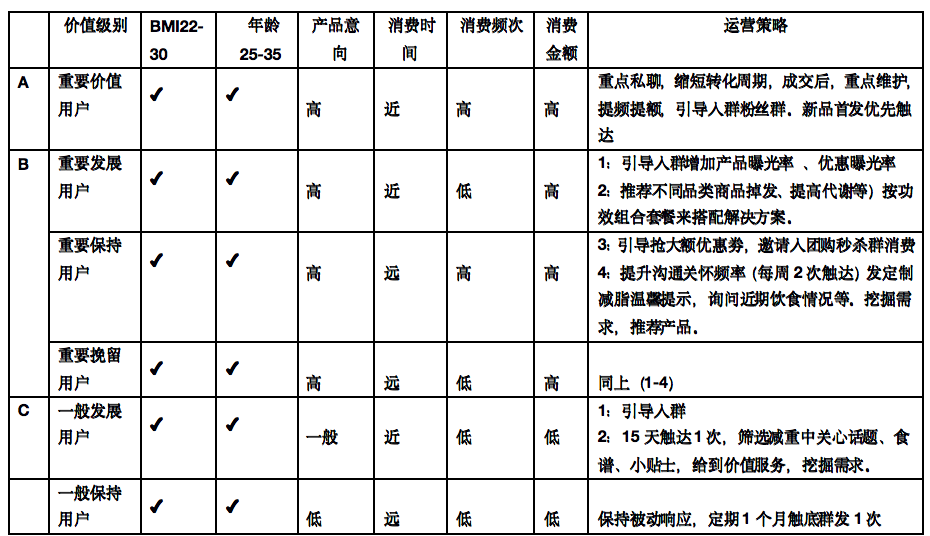 价值级别 BMI22-30 年龄25-35 产品意向 消费时间 消费频次 消费金额 运营策略
A 重要价值用户 ✔ ✔ 高 近 高 高
重点私聊，缩短转化周期，成交后，重点维护，
提频提额，引导人群粉丝群。新品首发优先触
达
B 重要发展用户 ✔ ✔ 高 近 低 高
1：引导人群增加产品曝光率 、优惠曝光率
2：推荐不同品类商品掉发、提高代谢等）按功
效组合套餐来搭配解决方案。
重要保持用户 ✔ ✔ 高 远 高 高
3：引导抢大额优惠券，邀请入团购秒杀群消费
4：提升沟通关怀频率（每周 2 次触达）发定制
减脂温馨提示，询问近期饮食情况等。挖掘需
求，推荐产品。
重要挽留用户 ✔ ✔ 高 远 低 高
同上（1-4）
C 一般发展用户 ✔ ✔ 一般 近 低 低
1：引导人群
2：15 天触达 1 次，筛选减重中关心话题、食
谱、小贴士，给到价值服务，挖掘需求。
一般保持用户 ✔ ✔ 低 远 低 低
保持被动响应，定期 1 个月触底群发 1 次